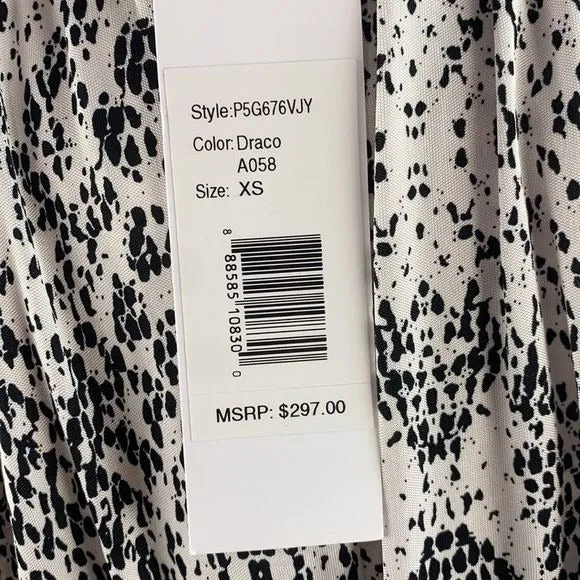 Style:P5G676VJY
Color:Draco
A058
Size: XS
8 88585 10830 0
MSRP: $297.00